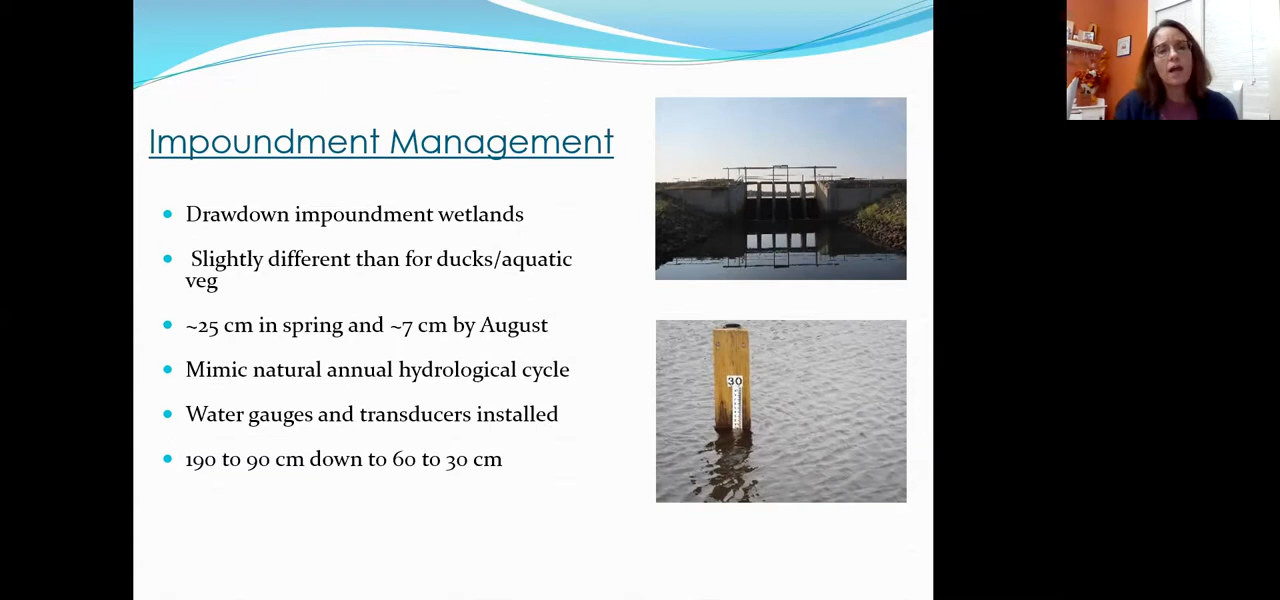 Impoundment Management
Drawdown impoundment wetlands
Slightly different than for ducks/aquatic
veg
~25 cm in spring and ~7 cm by August
Mimic natural annual hydrological cycle
Water gauges and transducers installed
190 to 90 cm down to 60 to 30 cm
30